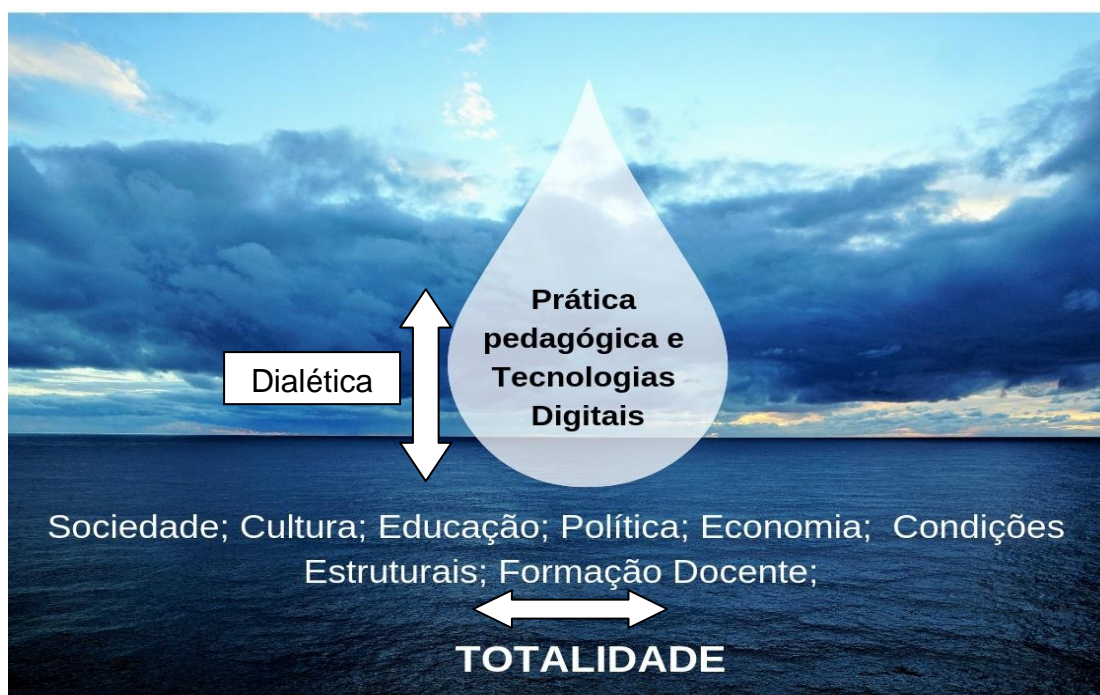 Prática
pedagógica e
Tecnologias
Digitais
Dialética
Sociedade; Cultura; Educação; Política; Economia; Condições
Estruturais; Formação Docente;
TOTALIDADE